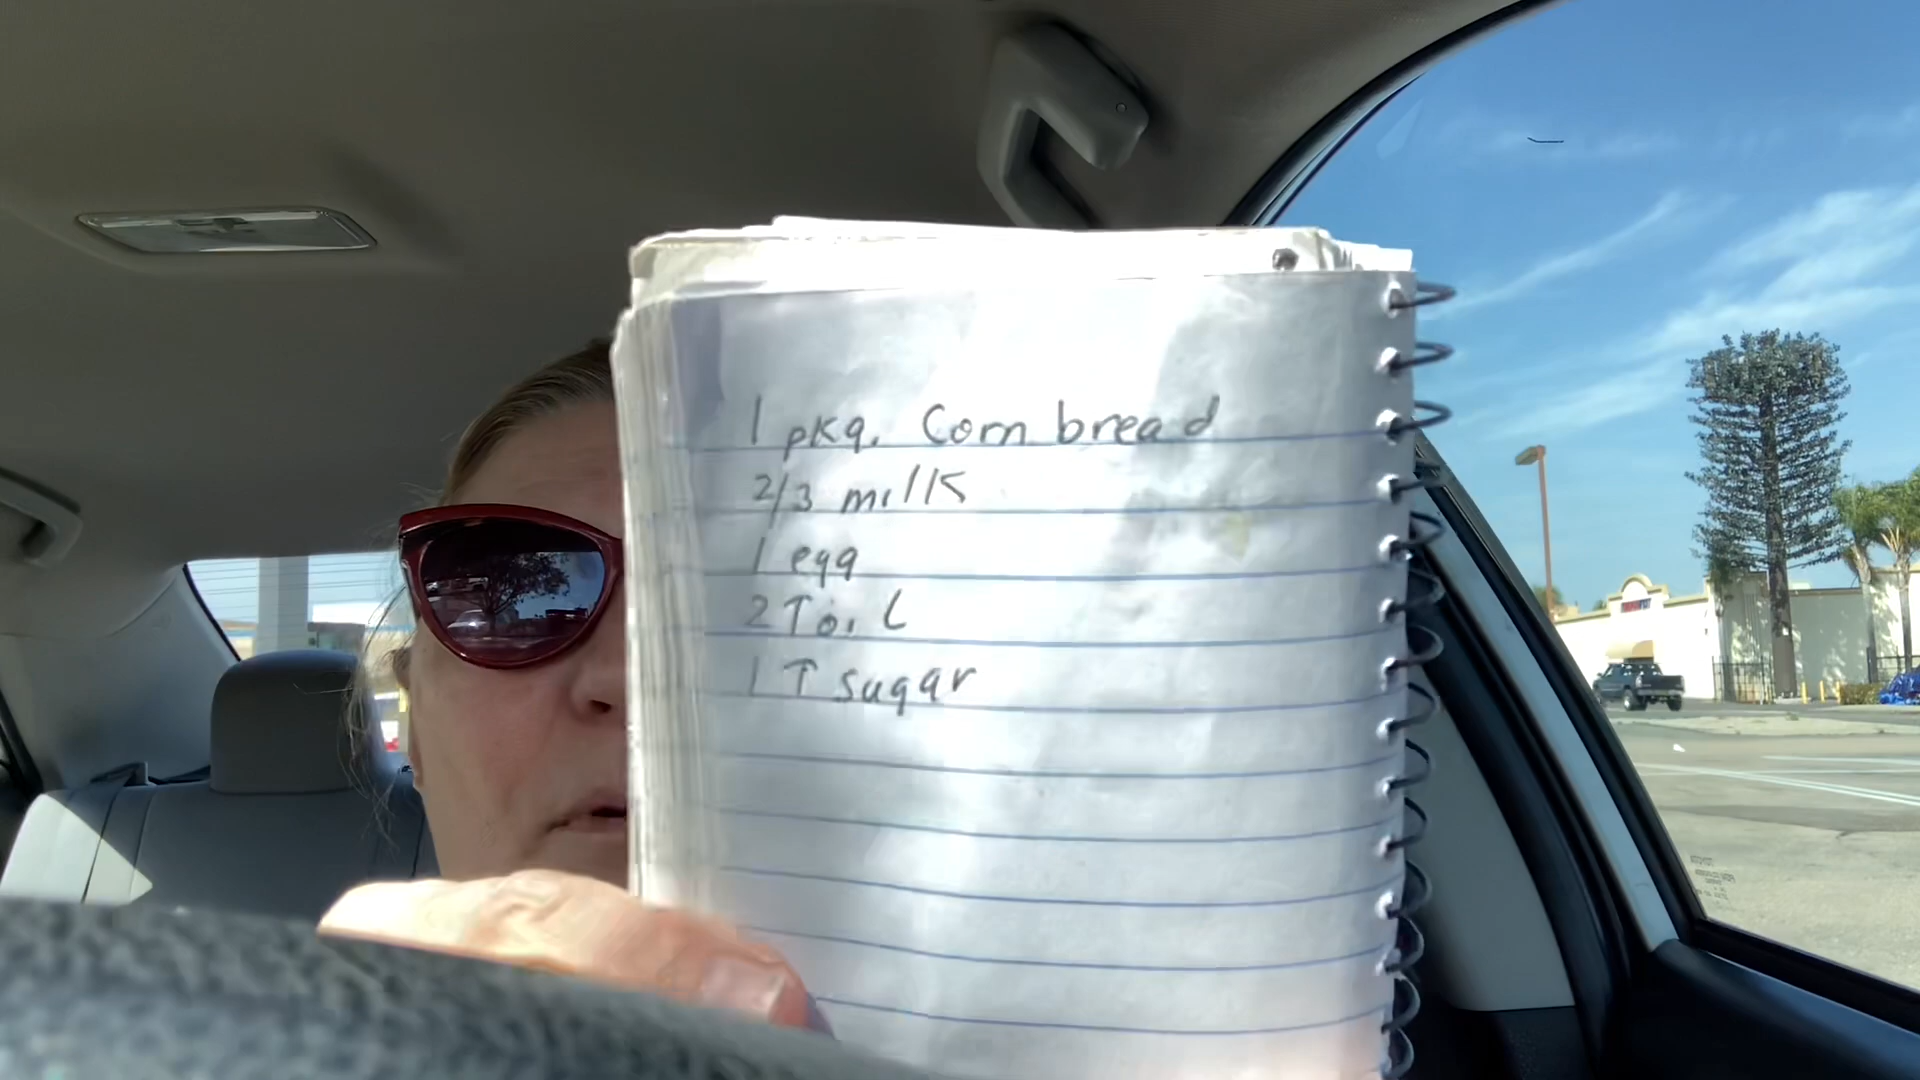 1 pkg. Corn bread
2/3 milk
1 egg
2 T oil
1 T sugar